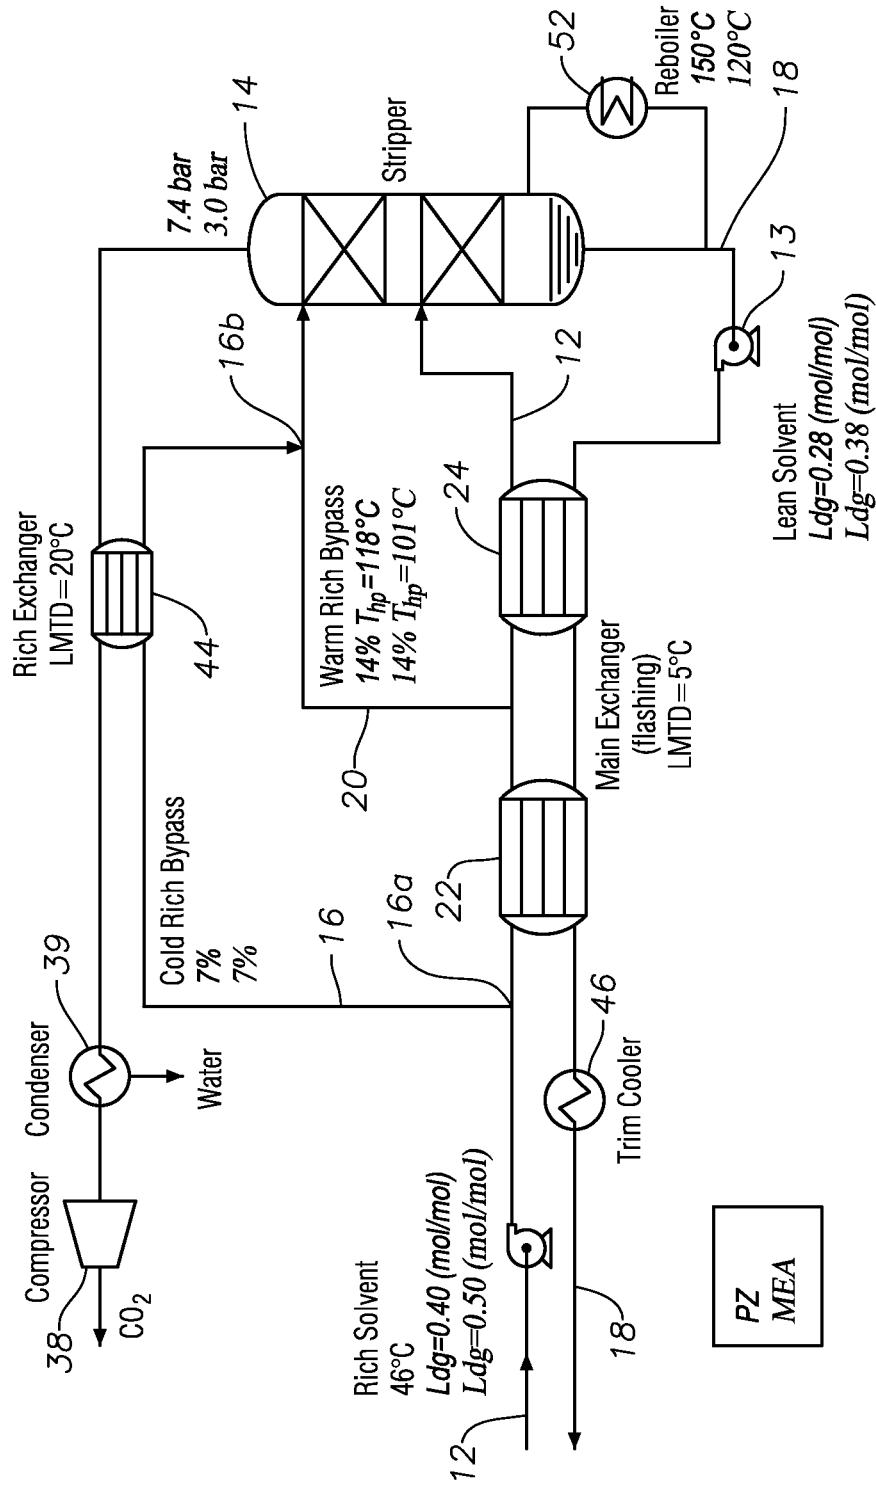 38
Compressor
CO2
Condenser
39
Water
Cold Rich Bypass
7%
7%
16
16a
Rich Exchanger
LMTD=20°C
44
16b
7.4 bar
3.0 bar
14
Stripper
52
Reboiler
150°C
120°C
18
13
Warm Rich Bypass
14% Thp=118°C
14% Thp=101°C
20
12
24
22
Main Exchanger
(flashing)
LMTD=5°C
Lean Solvent
Ldg=0.28 (mol/mol)
Ldg=0.38 (mol/mol)
46
Trim Cooler
Rich Solvent
46°C
Ldg=0.40 (mol/mol)
Ldg=0.50 (mol/mol)
12
18
PZ
MEA